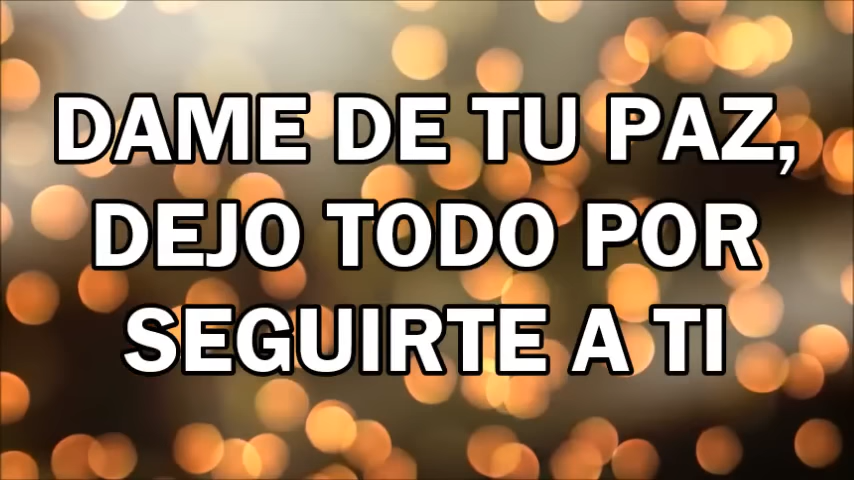 DAME DE TU PAZ,
DEJO TODO POR
SEGUIRTE A TI